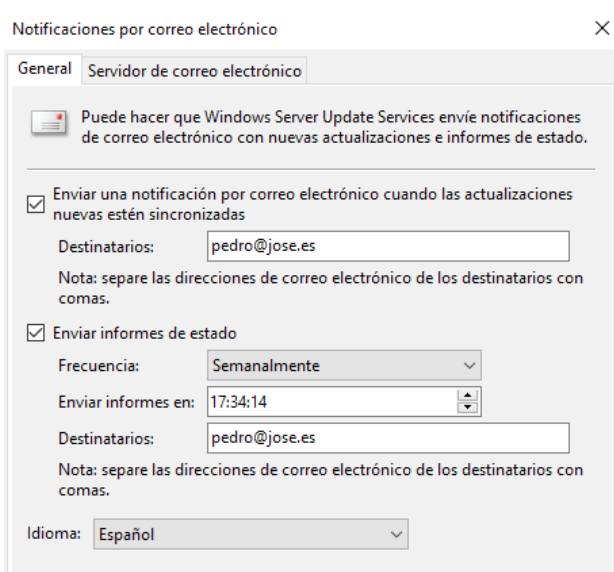 Notificaciones por correo electrónico
General
Servidor de correo electrónico
Puede hacer que Windows Server Update Services envíe notificaciones
de correo electrónico con nuevas actualizaciones e informes de estado.
Enviar una notificación por correo electrónico cuando las actualizaciones
nuevas estén sincronizadas
Destinatarios: pedro@jose.es
Nota: separe las direcciones de correo electrónico de los destinatarios con
comas.
Enviar informes de estado
Frecuencia: Semanalmente
Enviar informes en: 17:34:14
Destinatarios: pedro@jose.es
Nota: separe las direcciones de correo electrónico de los destinatarios con
comas.
Idioma: Español